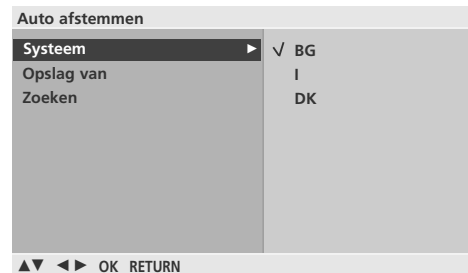 Auto afstemmen
Systeem ► √ BG
Opslag van I
Zoeken DK
▲▼ ◄► OK RETURN